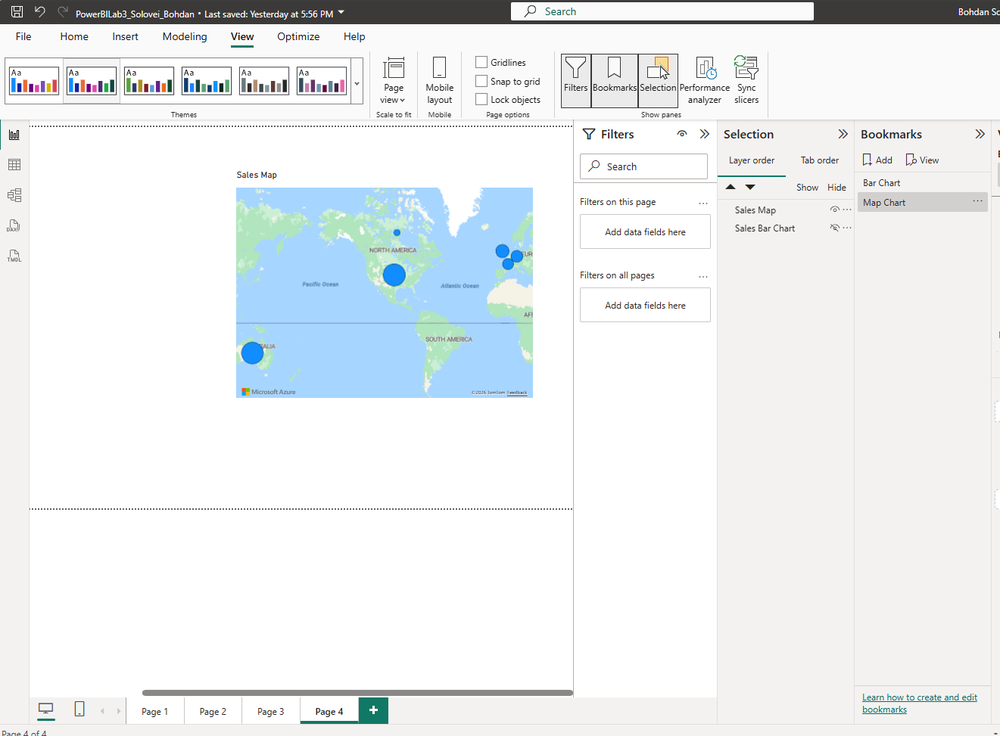 PowerBILab3_Solovei_Bohdan • Last saved: Yesterday at 5:56 PM
Search
Bohdan So
File
Home
Insert
Modeling
View
Optimize
Help
Aa
Aa
Aa
Aa
Aa
Aa
Themes
Page view
Scale to fit
Mobile layout
Mobile
Gridlines
Snap to grid
Lock objects
Page options
Filters
Bookmarks
Selection
Performance analyzer
Sync slicers
Show panes
DAX
TMDL
Sales Map
NORTH AMERICA
EUR
Pacific Ocean
Atlantic Ocean
AFI
SOUTH AMERICA
ALIA
Microsoft Azure
©2026 TomTom Feedback
Filters
Search
Filters on this page
Add data fields here
Filters on all pages
Add data fields here
Selection
Layer order
Tab order
Show
Hide
Sales Map
Sales Bar Chart
Bookmarks
Add
View
Bar Chart
Map Chart
Learn how to create and edit
bookmarks
Page 1
Page 2
Page 3
Page 4
Page 4 of 4